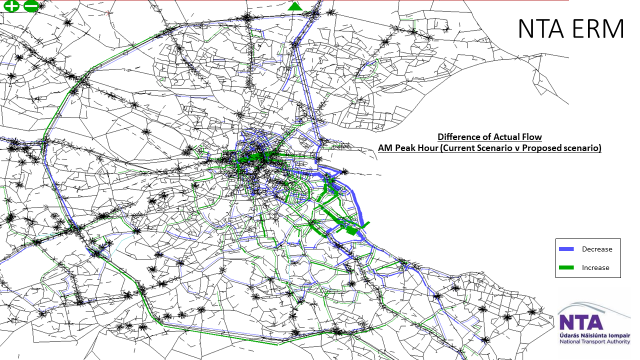 NTA ERM
Difference of Actual Flow
AM Peak Hour (Current Scenario v Proposed scenario)
Decrease
Increase
NTA
Údarás Náisiúnta Iompair
National Transport Authority